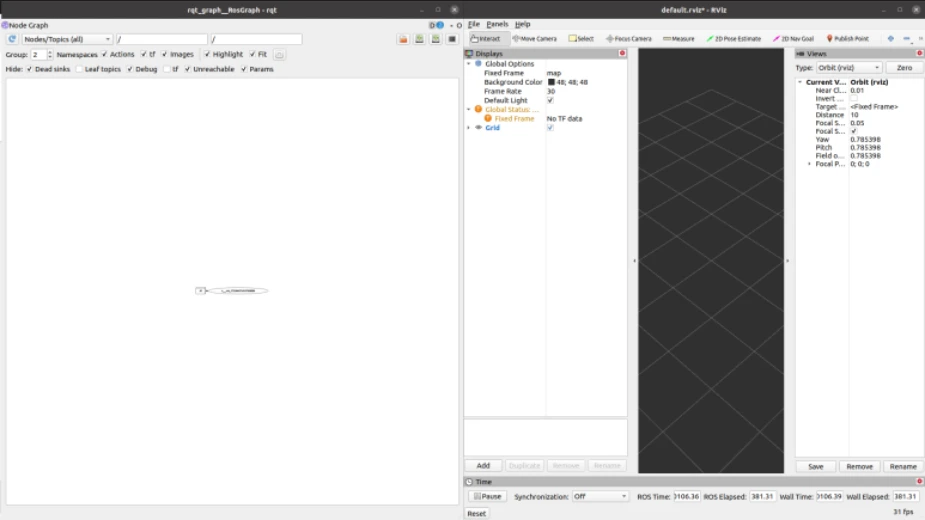 rqt_graph__RosGraph - rqt
Node Graph
Nodes/Topics (all)
/
/
Group: 2 Namespaces Actions tf Images Highlight Fit
Hide: Dead sinks Leaf topics Debug tf Unreachable Params
default.rviz* - RViz
File Panels Help
Interact Move Camera Select Focus Camera Measure 2D Pose Estimate 2D Nav Goal Publish Point
Displays
Global Options
Fixed Frame map
Background Color 48; 48; 48
Frame Rate 30
Default Light
Global Status: ...
Fixed Frame No TF data
Grid
Add Duplicate Remove Rename
Views
Type: Orbit (rviz) Zero
Current V... Orbit (rviz)
Near Cl... 0.01
Invert ...
Target ... <Fixed Frame>
Distance 10
Focal S... 0.05
Focal S...
Yaw 0.785398
Pitch 0.785398
Field o... 0.785398
Focal P... 0; 0; 0
Save Remove Rename
Time
Pause Synchronization: Off ROS Time: 0106.36 ROS Elapsed: 381.31 Wall Time: 0106.39 Wall Elapsed: 381.31
Reset 31 fps